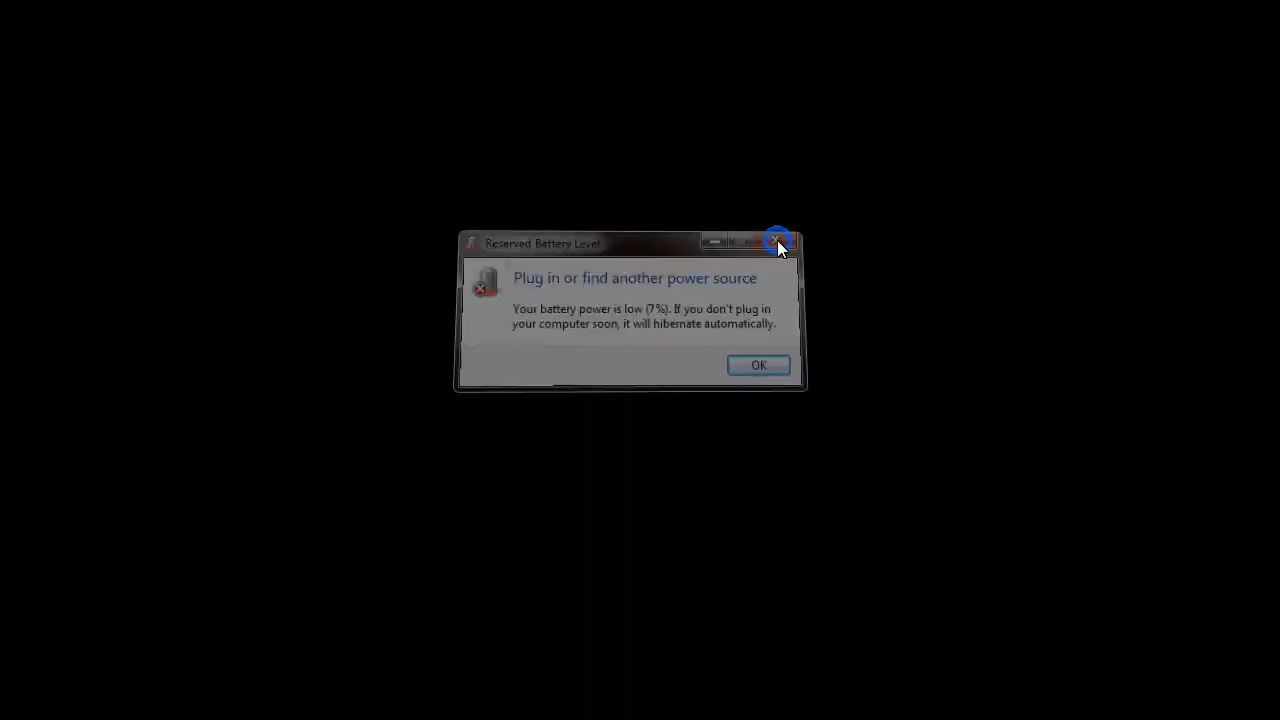 Reserved Battery Level
Plug in or find another power source
Your battery power is low (7%). If you don't plug in
your computer soon, it will hibernate automatically.
OK